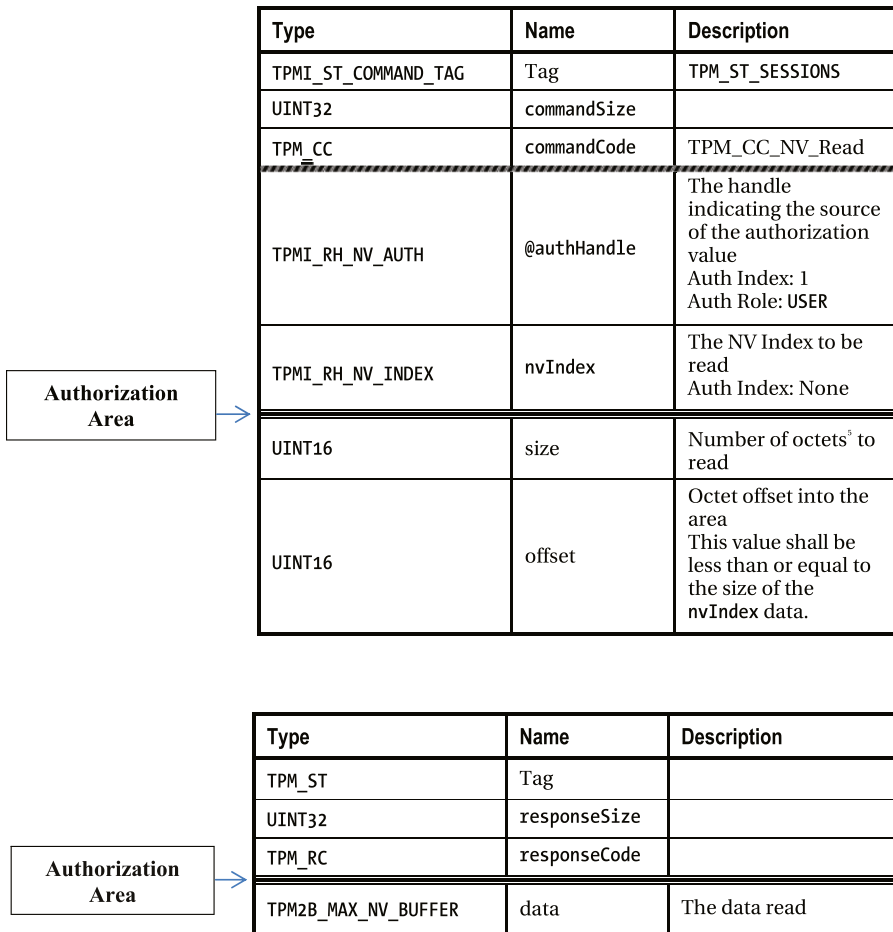 Type Name Description
TPMI_ST_COMMAND_TAG Tag TPM_ST_SESSIONS
UINT32 commandSize
TPM_CC commandCode TPM_CC_NV_Read
TPMI_RH_NV_AUTH @authHandle The handle
indicating the source
of the authorization
value
Auth Index: 1
Auth Role: USER
TPMI_RH_NV_INDEX nvIndex The NV Index to be
read
Auth Index: None
Authorization
Area
UINT16 size Number of octets⁵ to
read
UINT16 offset Octet offset into the
area
This value shall be
less than or equal to
the size of the
nvIndex data.
Type Name Description
TPM_ST Tag
UINT32 responseSize
TPM_RC responseCode
Authorization
Area
TPM2B_MAX_NV_BUFFER data The data read